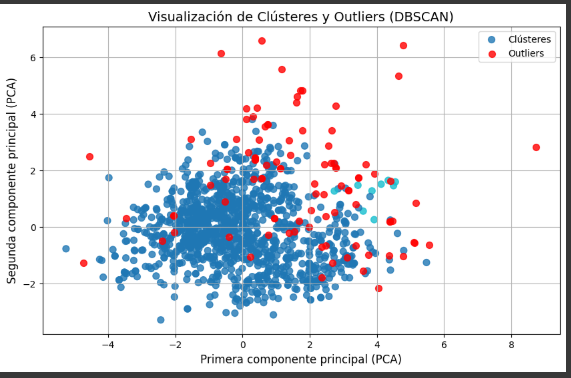 Visualización de Clústeres y Outliers (DBSCAN)
Clústeres
Outliers
6
4
2
0
−2
Segunda componente principal (PCA)
−4
−2
0
2
4
6
8
Primera componente principal (PCA)